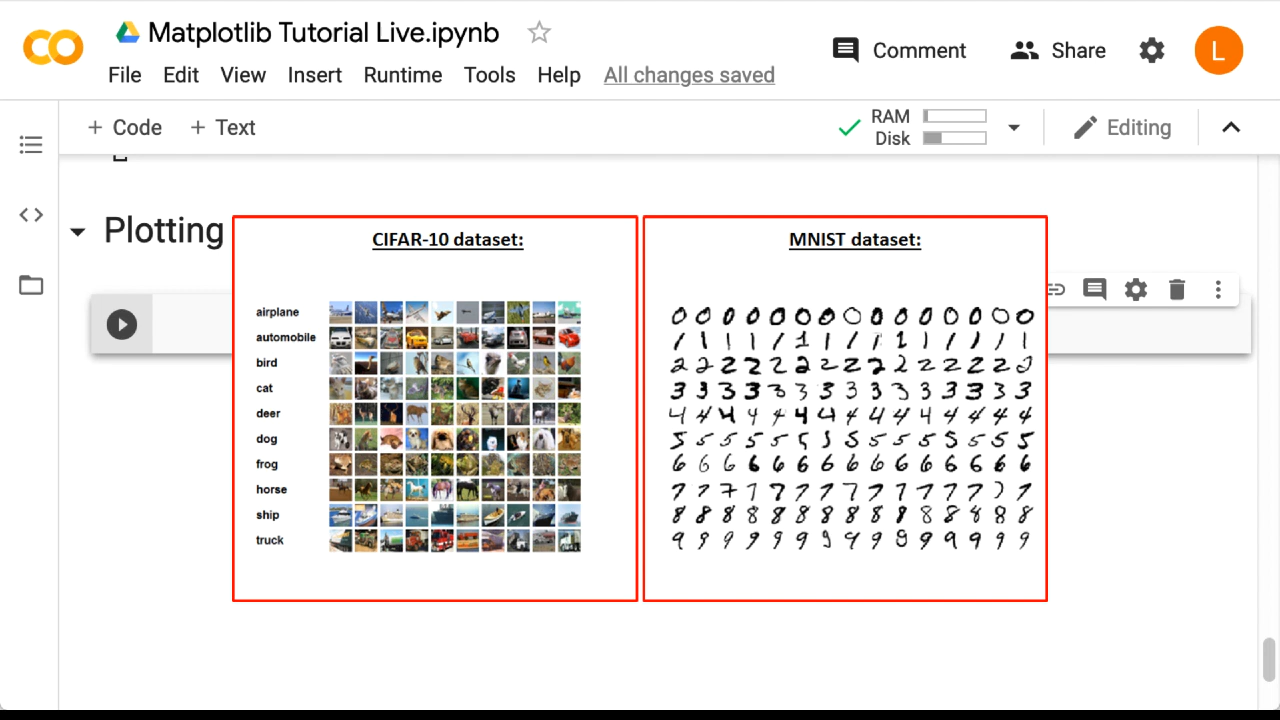 Matplotlib Tutorial Live.ipynb
File Edit View Insert Runtime Tools Help All changes saved
Comment Share L
+ Code + Text
RAM
Disk
Editing
Plotting
CIFAR-10 dataset:
airplane
automobile
bird
cat
deer
dog
frog
horse
ship
truck
MNIST dataset:
0 0 0 0 0 0 0 0 0 0 0 0 0 0 0
1 1 1 1 1 1 1 1 1 1 1 1 1 1 1
2 2 2 2 2 2 2 2 2 2 2 2 2 2 2
3 3 3 3 3 3 3 3 3 3 3 3 3 3 3
4 4 4 4 4 4 4 4 4 4 4 4 4 4 4
5 5 5 5 5 5 5 5 5 5 5 5 5 5 5
6 6 6 6 6 6 6 6 6 6 6 6 6 6 6
7 7 7 7 7 7 7 7 7 7 7 7 7 7 7
8 8 8 8 8 8 8 8 8 8 8 8 8 8 8
9 9 9 9 9 9 9 9 9 9 9 9 9 9 9